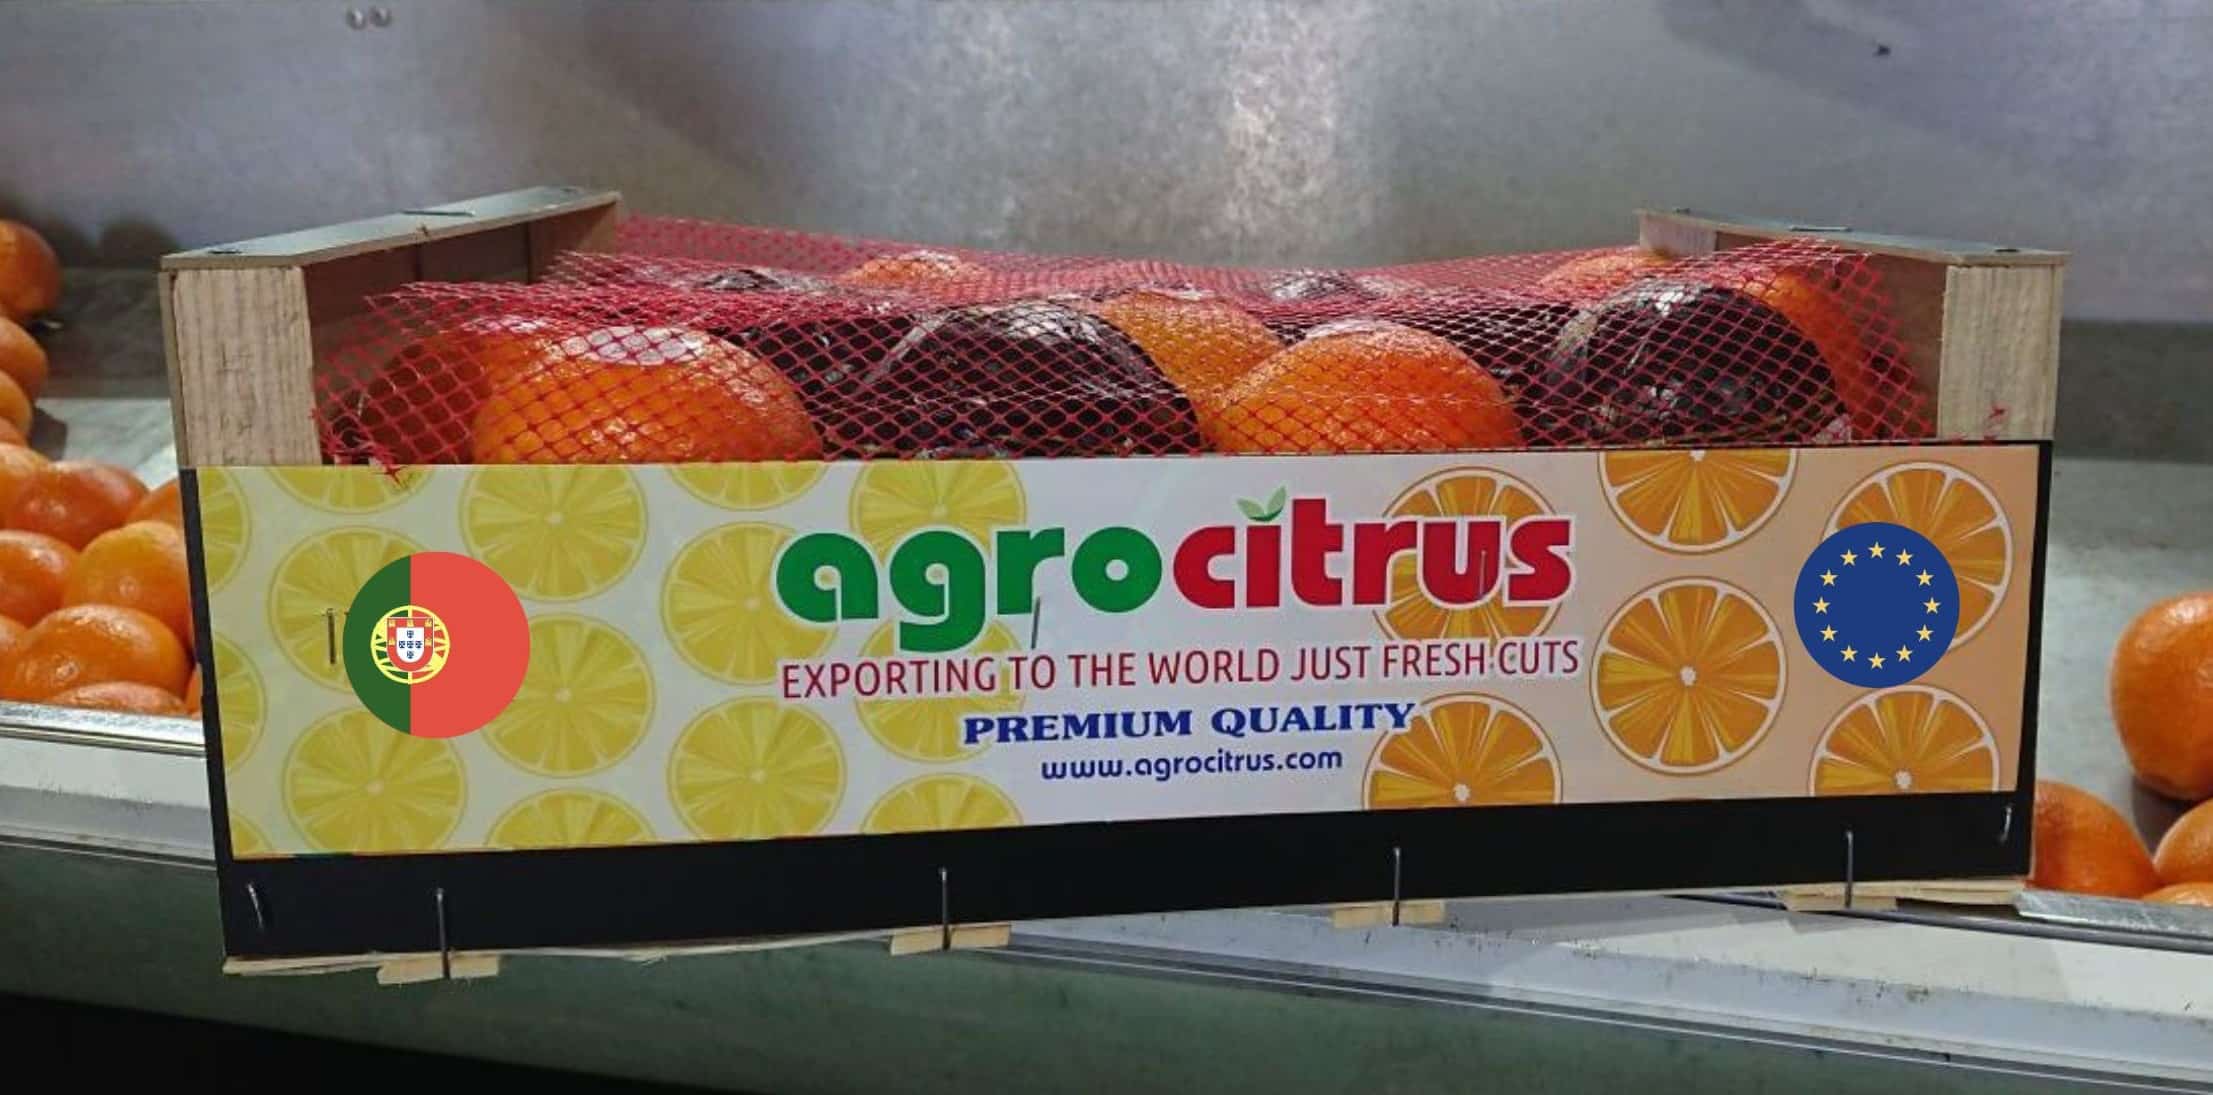 agrocitrus
EXPORTING TO THE WORLD JUST FRESH CUTS
PREMIUM QUALITY
www.agrocitrus.com